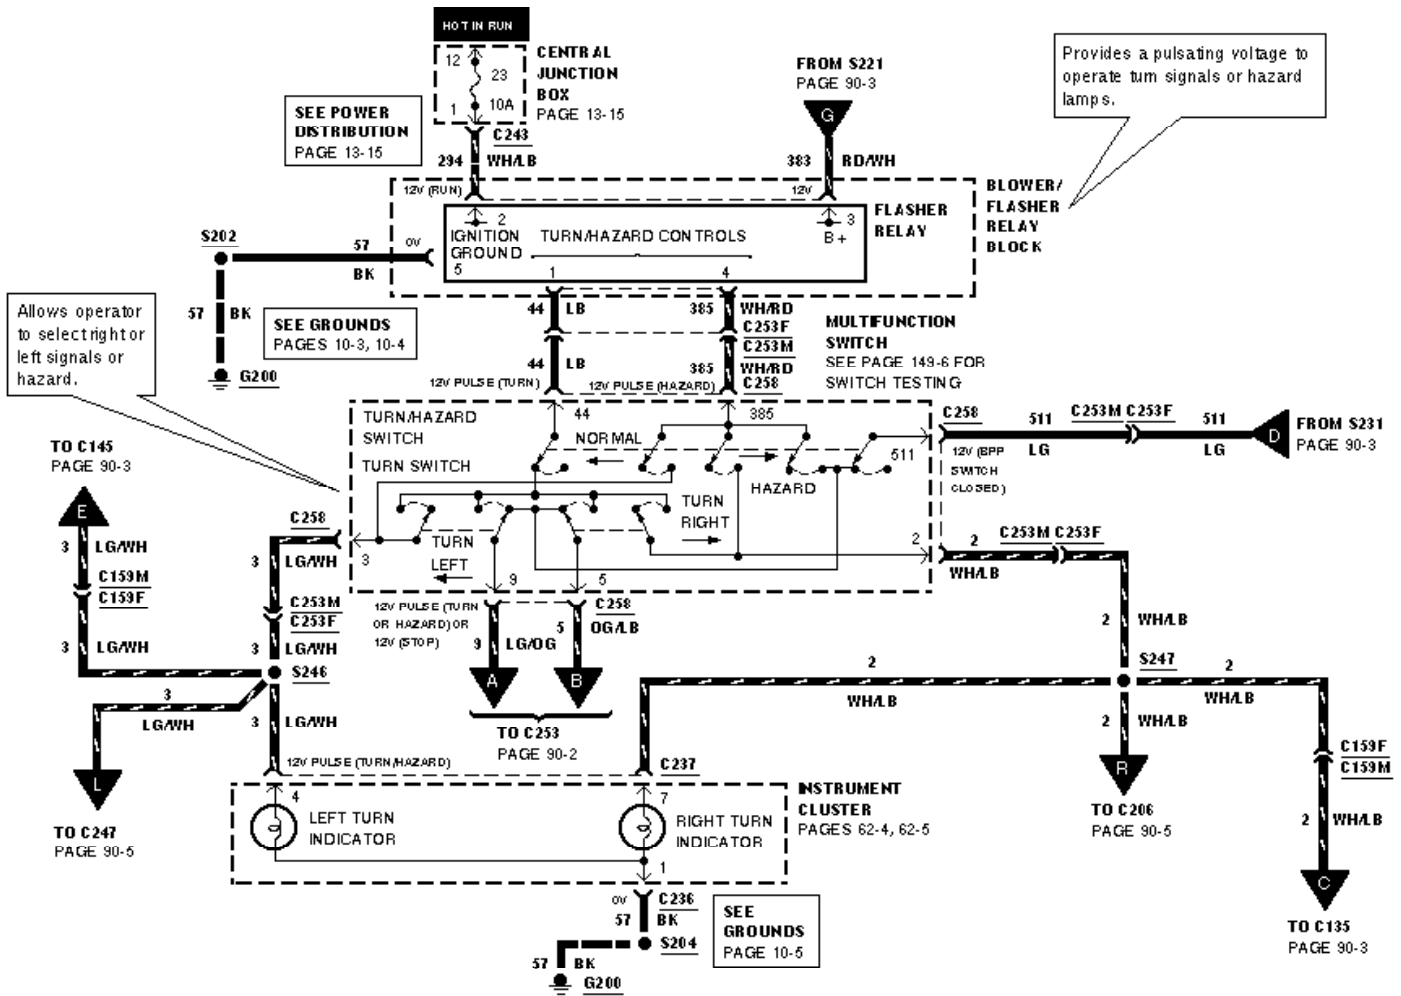 HOT IN RUN
12
23
1
10A
CENTRAL
JUNCTION
BOX
PAGE 13-15
SEE POWER
DISTRIBUTION
PAGE 13-15
C243
294 WH/LB
FROM S221
PAGE 90-3
G
383 RD/WH
Provides a pulsating voltage to
operate turn signals or hazard
lamps.
12V (RUN)
12V
BLOWER/
FLASHER
RELAY
BLOCK
FLASHER
RELAY
2
3
IGNITION
GROUND
5
TURN/HAZARD CONTROLS
B +
1
4
S202
57
BK
0V
57 BK
SEE GROUNDS
PAGES 10-3, 10-4
G200
Allows operator
to select right or
left signals or
hazard.
44 LB
385 WH/RD
C253F
C253M
44 LB
385 WH/RD
C258
12V PULSE (TURN)
12V PULSE (HAZARD)
MULTIFUNCTION
SWITCH
SEE PAGE 149-6 FOR
SWITCH TESTING
TURN/HAZARD
SWITCH
TURN SWITCH
44
385
NORMAL
511
HAZARD
TURN
RIGHT
TURN
LEFT
3
9
5
2
C258
511
LG
C253M C253F
511
LG
D
FROM S231
PAGE 90-3
12V (BPP
SWITCH
CLOSED)
TO C145
PAGE 90-3
E
3 LG/WH
C159M
C159F
3 LG/WH
C258
3 LG/WH
C253M
C253F
3 LG/WH
S246
3
LG/WH
3 LG/WH
L
TO C247
PAGE 90-5
12V PULSE (TURN
OR HAZARD) OR
12V (STOP)
C258
OG/LB
5
9 LG/OG
A
B
TO C253
PAGE 90-2
2
WH/LB
C253M C253F
2 WH/LB
S247
2
WH/LB
2
WH/LB
2 WH/LB
R
TO C206
PAGE 90-5
C159F
C159M
2 WH/LB
C
TO C135
PAGE 90-3
12V PULSE (TURN/HAZARD)
C237
4
LEFT TURN
INDICATOR
7
RIGHT TURN
INDICATOR
1
INSTRUMENT
CLUSTER
PAGES 62-4, 62-5
0V
C236
57 BK
S204
57 BK
G200
SEE
GROUNDS
PAGE 10-5